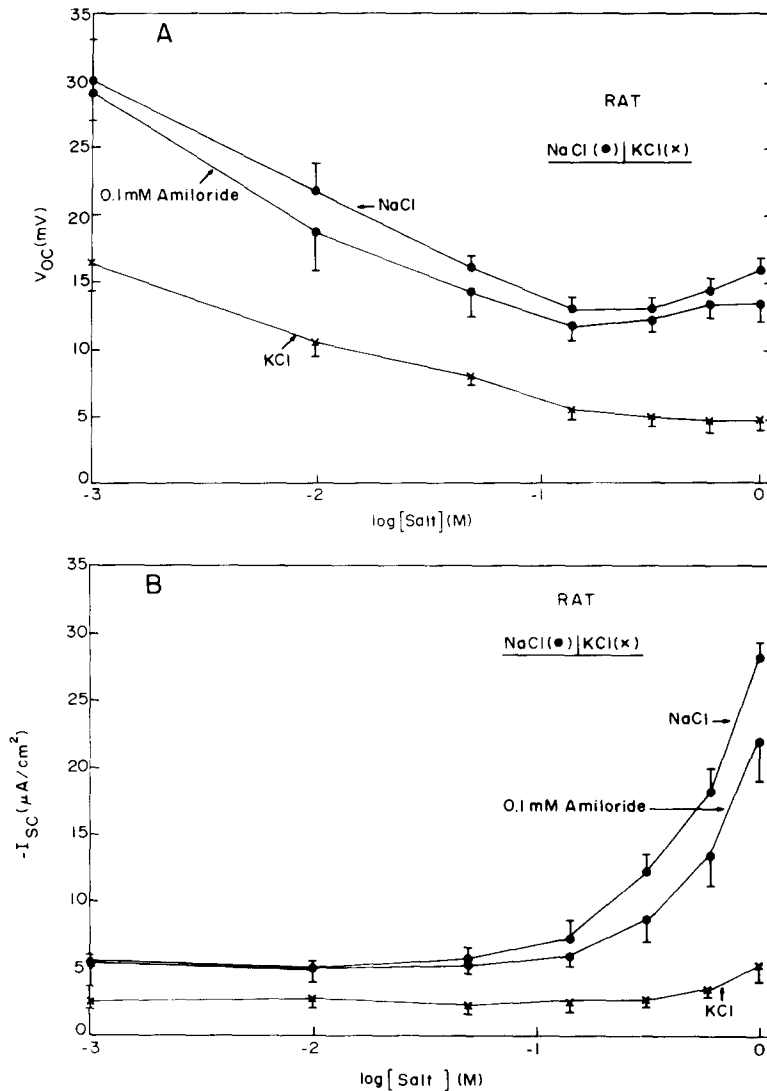 A
35
30
25
20
15
10
5
0
V_OC (mV)
RAT
NaCl (●) | KCl (×)
0.1 mM Amiloride
NaCl
KCl
-3
-2
-1
0
log [Salt] (M)
B
35
30
25
20
15
10
5
0
-I_SC (μA/cm²)
RAT
NaCl (●) | KCl (×)
NaCl
0.1 mM Amiloride
KCl
-3
-2
-1
0
log [Salt ] (M)